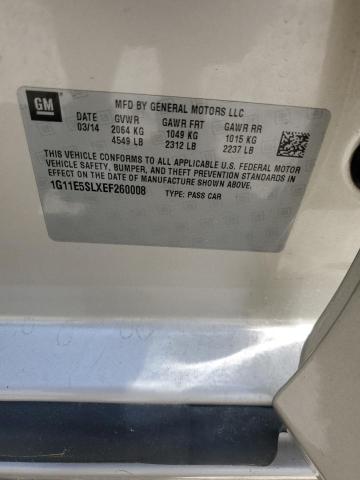 GM
MFD BY GENERAL MOTORS LLC
DATE GVWR GAWR FRT GAWR RR
03/14 2064 KG 1049 KG 1015 KG
4549 LB 2312 LB 2237 LB
THIS VEHICLE CONFORMS TO ALL APPLICABLE U.S. FEDERAL MOTOR
VEHICLE SAFETY, BUMPER, AND THEFT PREVENTION STANDARDS IN
EFFECT ON THE DATE OF MANUFACTURE SHOWN ABOVE.
1G11E5SLXEF260008 TYPE: PASS CAR